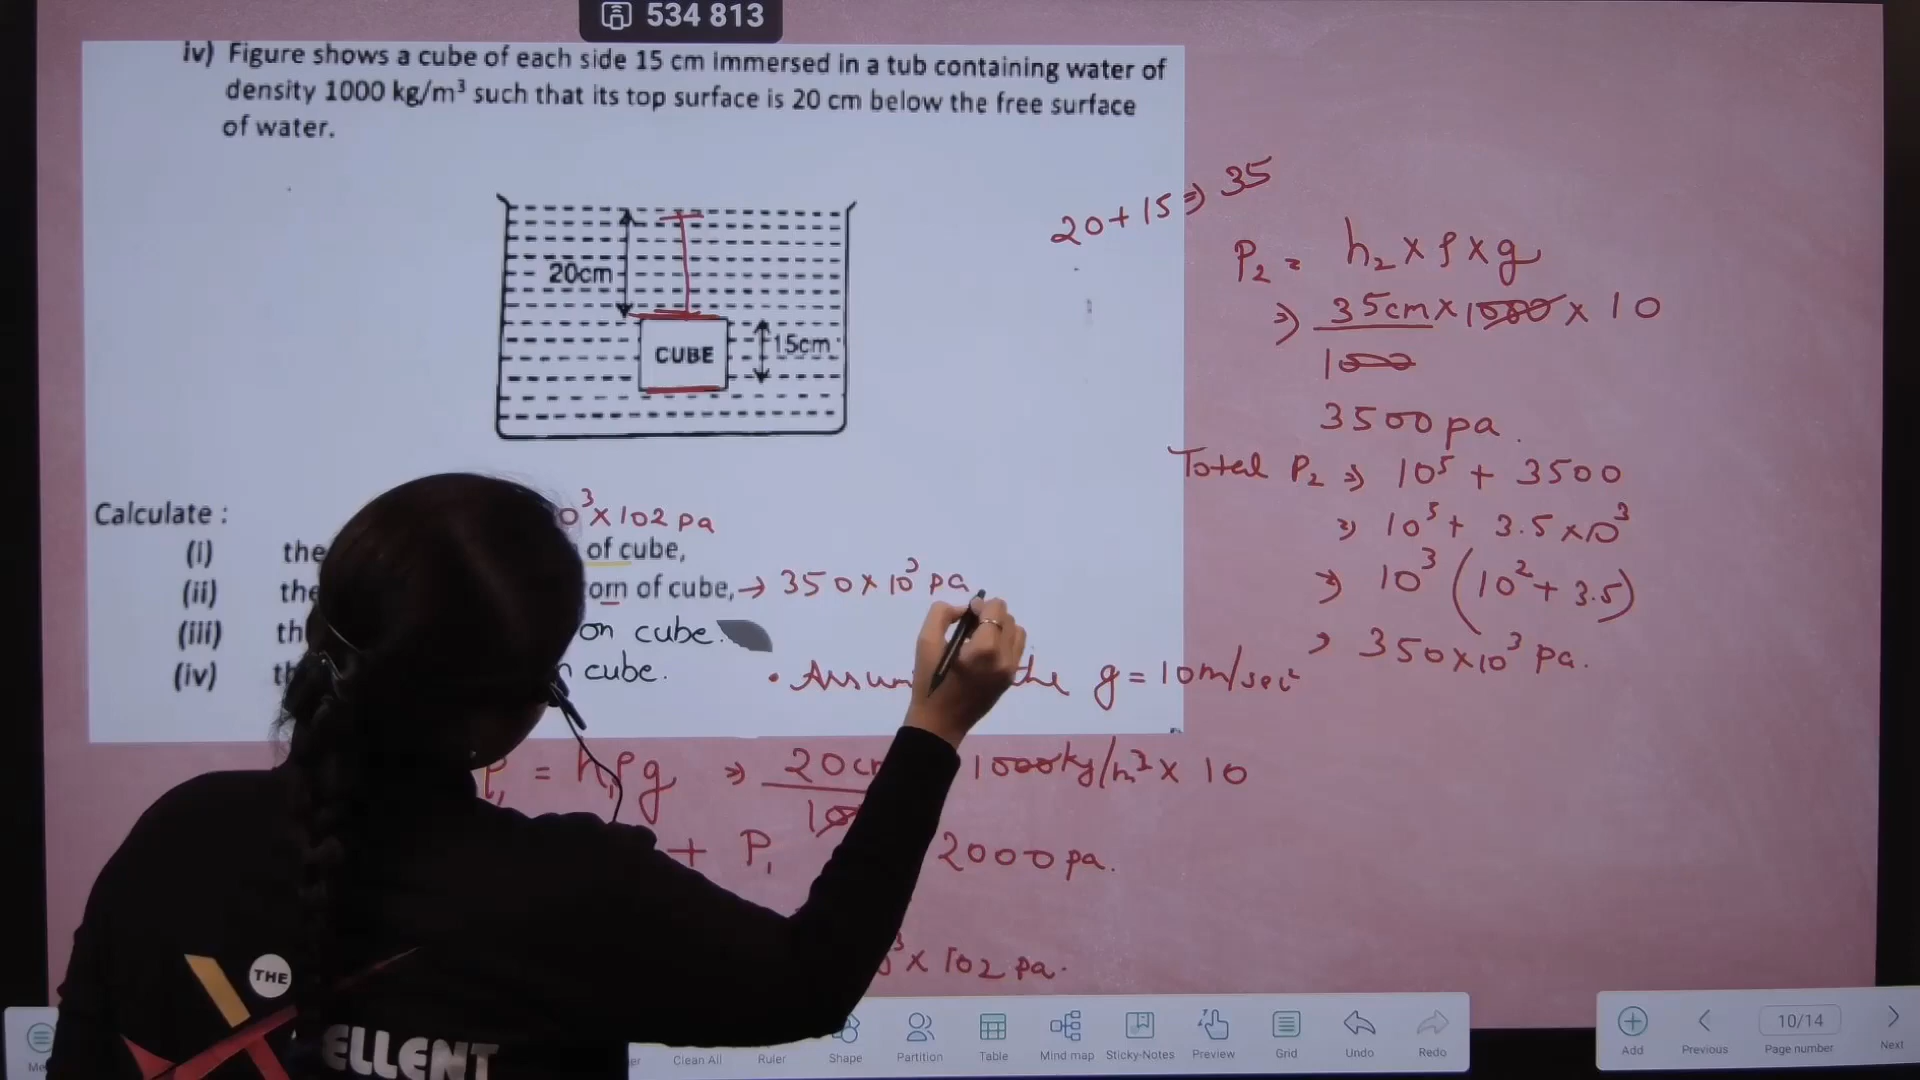 534 813
iv) Figure shows a cube of each side 15 cm immersed in a tub containing water of
density 1000 kg/m³ such that its top surface is 20 cm below the free surface
of water.
20cm
CUBE
15cm
20+15⇒35
P₂ = h₂×ρ×g
⇒ 35cm×1000×10
3500 pa.
Total P₂ ⇒ 10⁵ + 3500
10⁵ + 3.5×10³
⇒ 10³ (10² + 3.5)
350×10³ pa.
Calculate :
×102 pa
(i) the of cube,
(ii) of cube, → 350×10³ pa
(iii) on cube.
(iv) cube.
the g = 10m/sec²
= h₁ρg ⇒ 1000kg/m³ × 10
+ P₁ 2000 pa.
×102 pa.
THE
ELLENT
Clean All
Ruler
Shape
Partition
Table
Mind map
Sticky-Notes
Preview
Grid
Undo
Redo
Add
Previous
10/14
Page number
Next